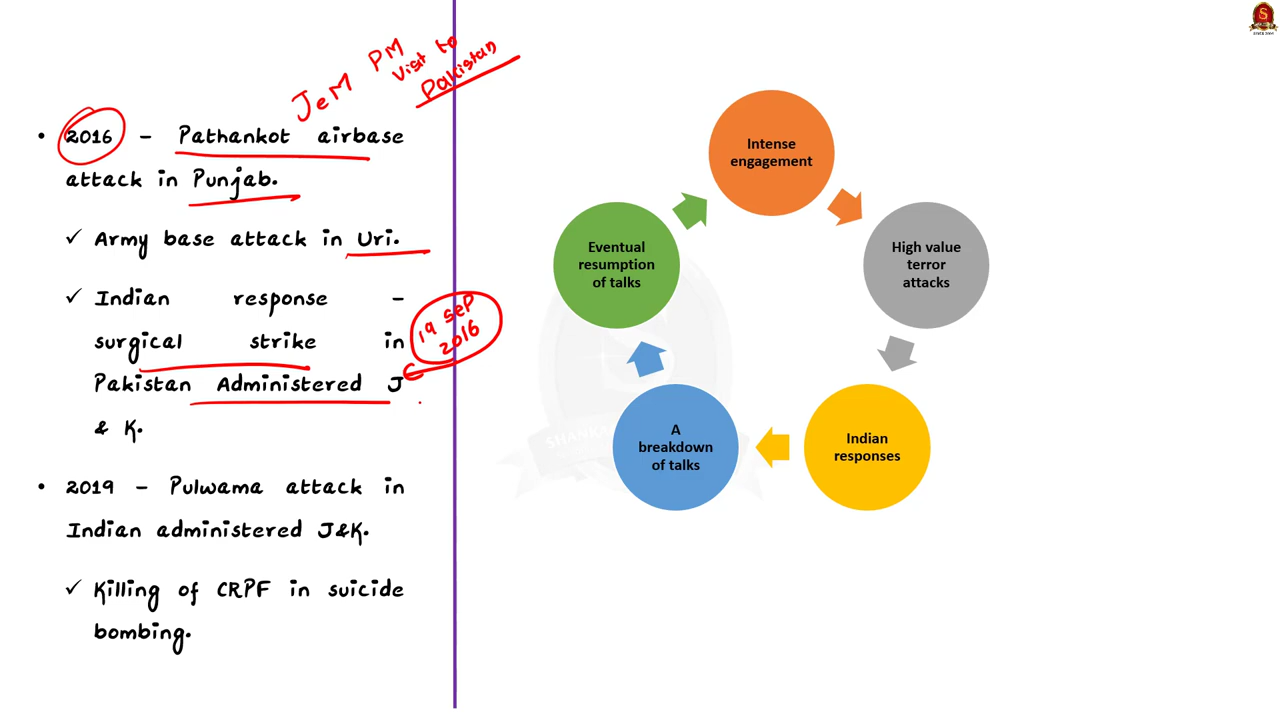 JeM PM
Visit to
Pakistan
• 2016 - Pathankot airbase
attack in Punjab.
✓ Army base attack in Uri.
✓ Indian response -
surgical strike in
19 Sep
2016
Pakistan Administered J
& K.
• 2019 - Pulwama attack in
Indian administered J&K.
✓ Killing of CRPF in suicide
bombing.
Intense
engagement
High value
terror
attacks
Indian
responses
A
breakdown
of talks
Eventual
resumption
of talks
S
SINCE 2004